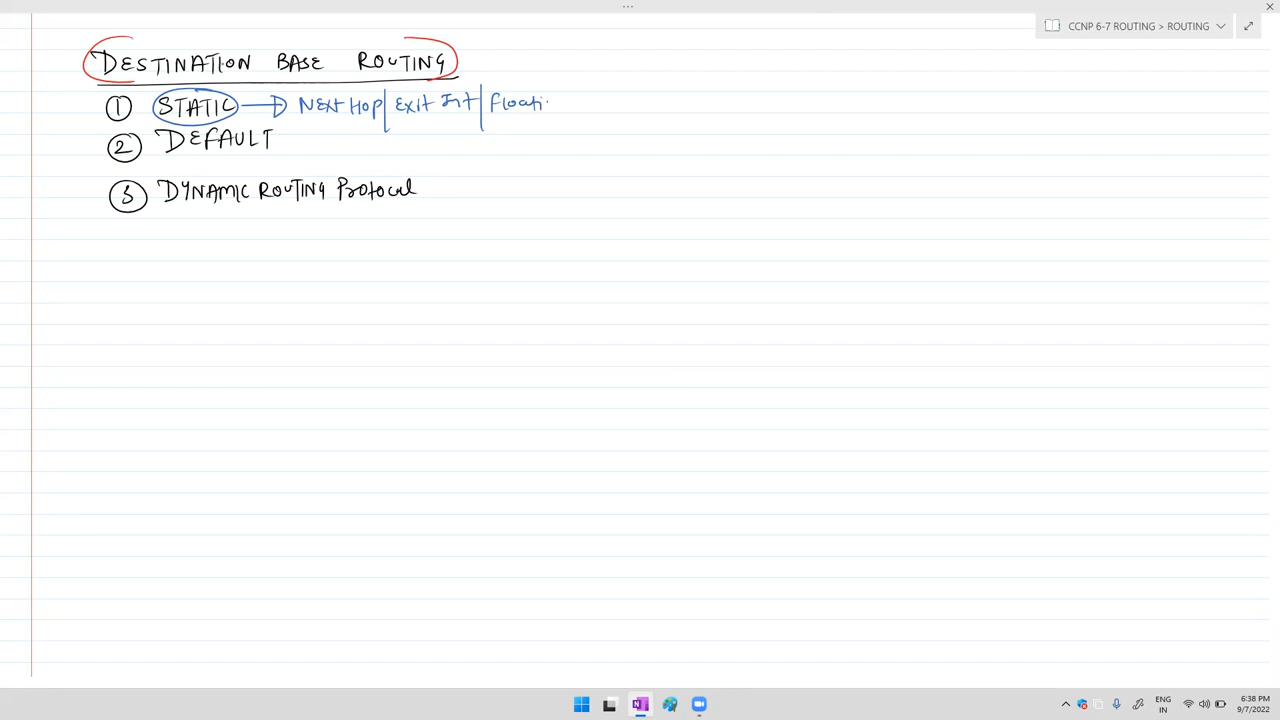 CCNP 6-7 ROUTING > ROUTING
DESTINATION BASE ROUTING
① STATIC → NEXT HOP | EXIT INT | Floati
② DEFAULT
③ DYNAMIC ROUTING Protocol
ENG
IN
6:38 PM
9/7/2022